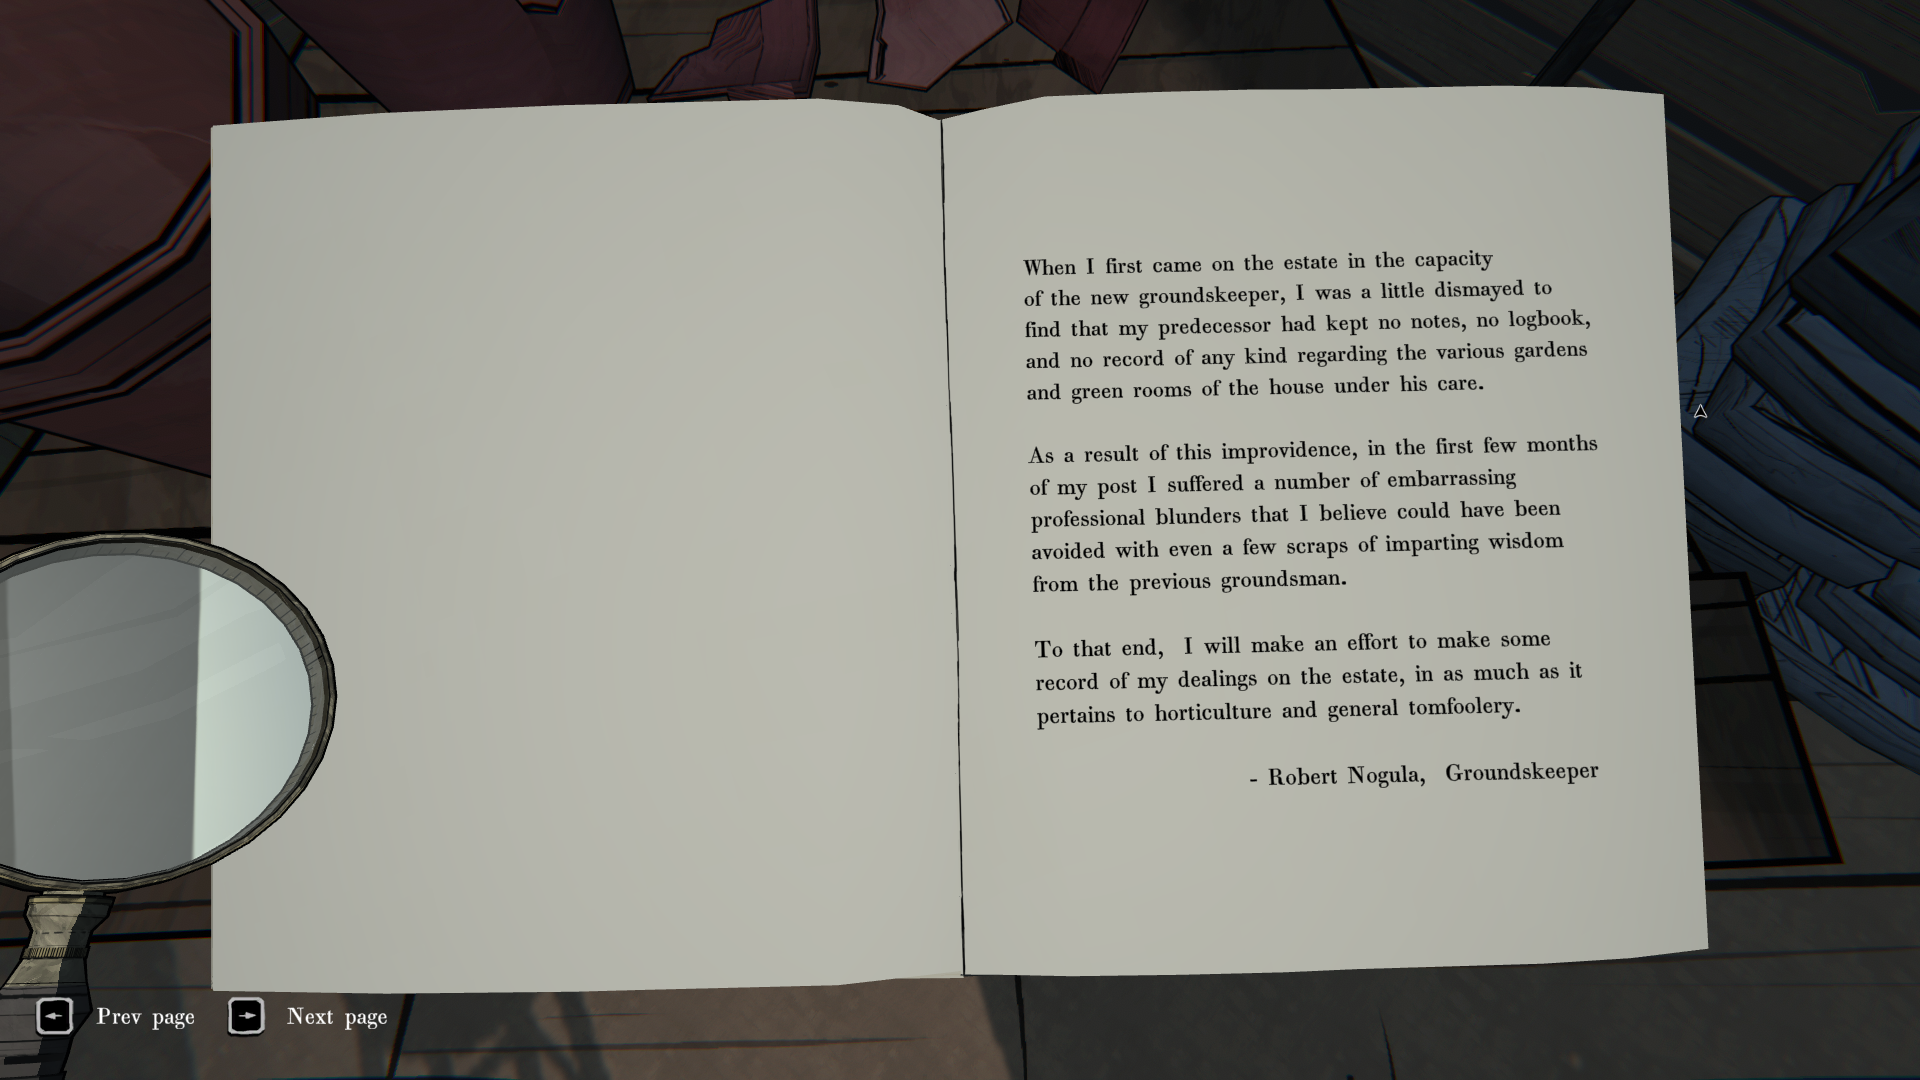 When I first came on the estate in the capacity
of the new groundskeeper, I was a little dismayed to
find that my predecessor had kept no notes, no logbook,
and no record of any kind regarding the various gardens
and green rooms of the house under his care.
As a result of this improvidence, in the first few months
of my post I suffered a number of embarrassing
professional blunders that I believe could have been
avoided with even a few scraps of imparting wisdom
from the previous groundsman.
To that end, I will make an effort to make some
record of my dealings on the estate, in as much as it
pertains to horticulture and general tomfoolery.
- Robert Nogula, Groundskeeper
Prev page
Next page